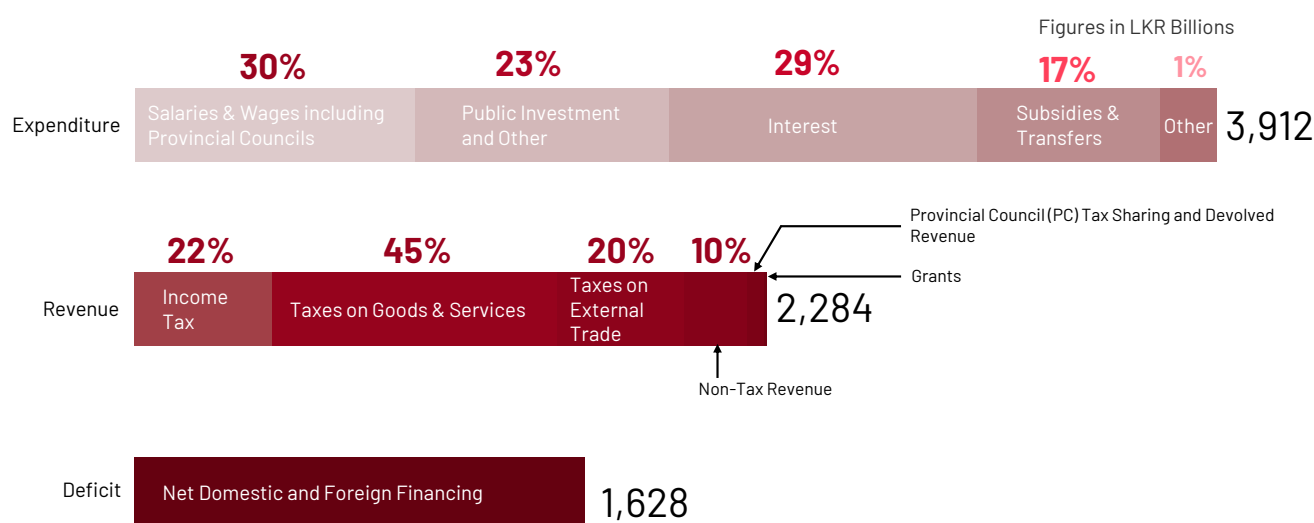 Figures in LKR Billions
30%
23%
29%
17%
1%
Expenditure
Salaries & Wages including
Provincial Councils
Public Investment
and Other
Interest
Subsidies &
Transfers
Other
3,912
Provincial Council (PC) Tax Sharing and Devolved
Revenue
22%
45%
20%
10%
Grants
Revenue
Income
Tax
Taxes on Goods & Services
Taxes on
External
Trade
2,284
Non-Tax Revenue
Deficit
Net Domestic and Foreign Financing
1,628